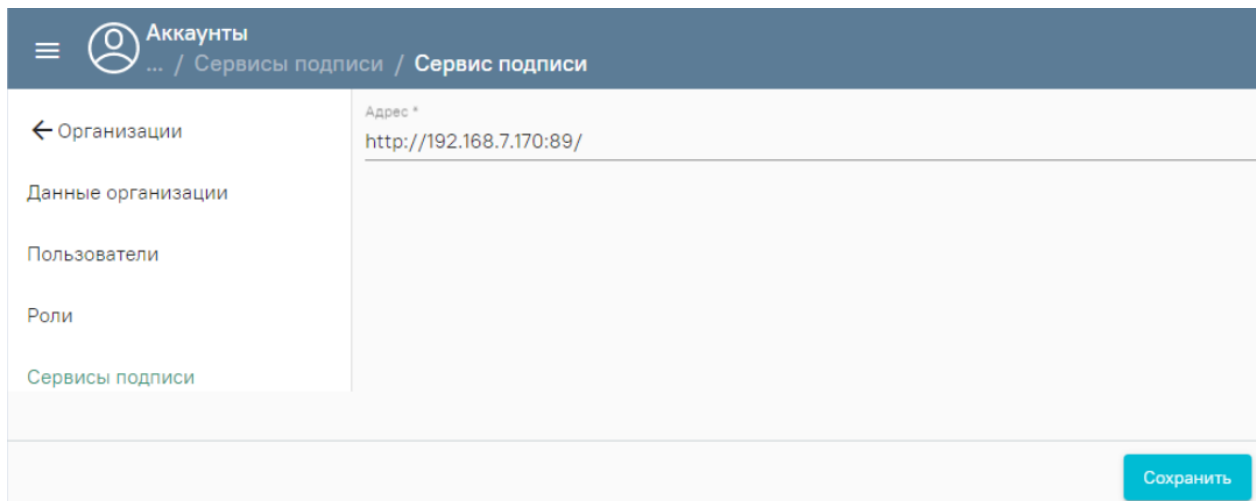 Аккаунты
... / Сервисы подписи / Сервис подписи
Организации
Адрес *
http://192.168.7.170:89/
Данные организации
Пользователи
Роли
Сервисы подписи
Сохранить